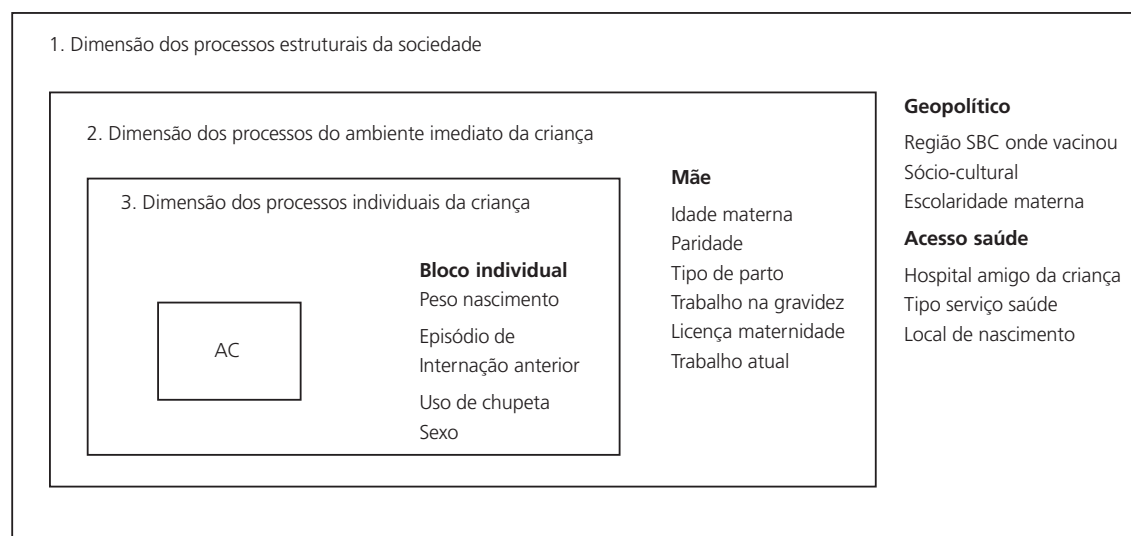 1. Dimensão dos processos estruturais da sociedade
2. Dimensão dos processos do ambiente imediato da criança
3. Dimensão dos processos individuais da criança
AC
Bloco individual
Peso nascimento
Episódio de
Internação anterior
Uso de chupeta
Sexo
Mãe
Idade materna
Paridade
Tipo de parto
Trabalho na gravidez
Licença maternidade
Trabalho atual
Geopolítico
Região SBC onde vacinou
Sócio-cultural
Escolaridade materna
Acesso saúde
Hospital amigo da criança
Tipo serviço saúde
Local de nascimento